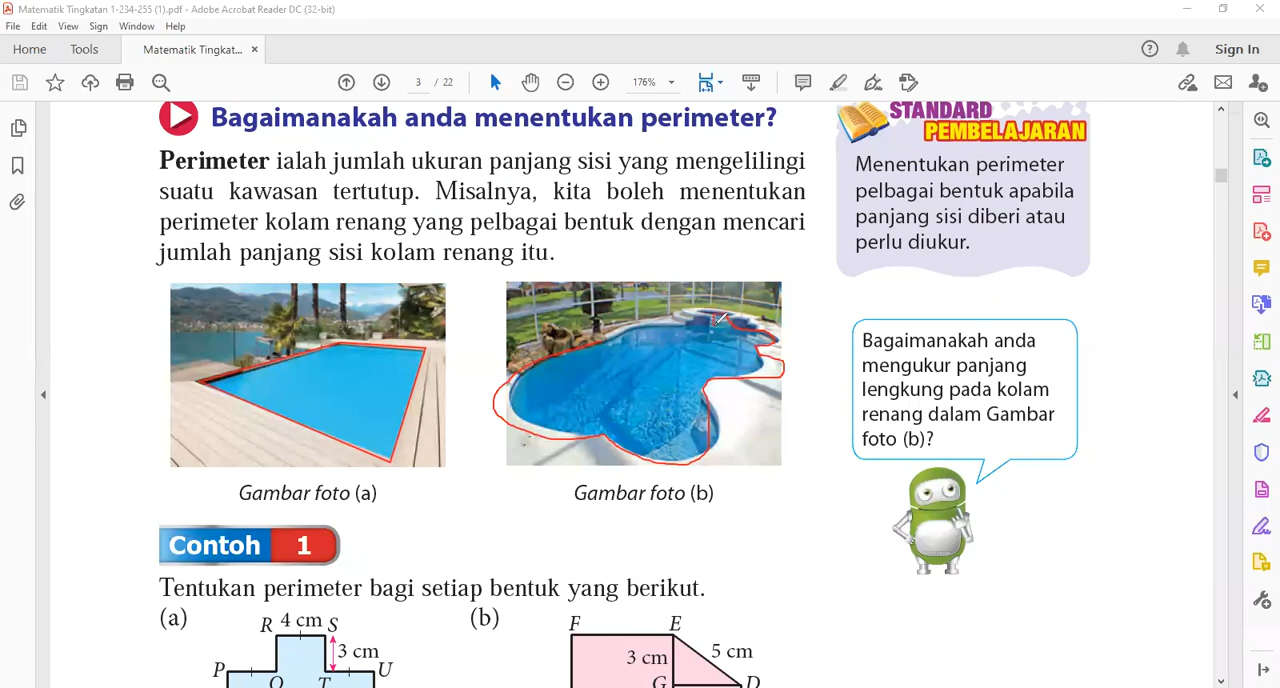 Matematik Tingkatan 1-234-255 (1).pdf - Adobe Acrobat Reader DC (32-bit)
File Edit View Sign Window Help
Home Tools Matematik Tingkat... × Sign In
3 / 22 176%
Bagaimanakah anda menentukan perimeter?
Perimeter ialah jumlah ukuran panjang sisi yang mengelilingi
suatu kawasan tertutup. Misalnya, kita boleh menentukan
perimeter kolam renang yang pelbagai bentuk dengan mencari
jumlah panjang sisi kolam renang itu.
STANDARD
PEMBELAJARAN
Menentukan perimeter
pelbagai bentuk apabila
panjang sisi diberi atau
perlu diukur.
Gambar foto (a)
Gambar foto (b)
Bagaimanakah anda
mengukur panjang
lengkung pada kolam
renang dalam Gambar
foto (b)?
Contoh 1
Tentukan perimeter bagi setiap bentuk yang berikut.
(a)
R 4 cm S
3 cm
P U
Q T
(b)
F E
3 cm 5 cm
G D